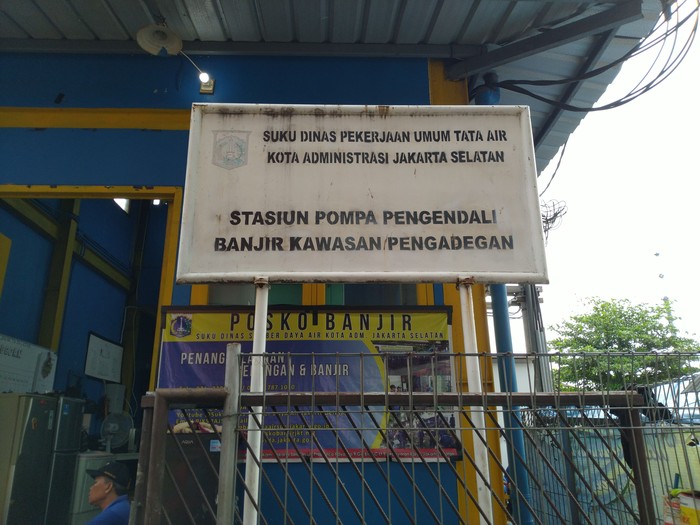 SUKU DINAS PEKERJAAN UMUM TATA AIR
KOTA ADMINISTRASI JAKARTA SELATAN
STASIUN POMPA PENGENDALI
BANJIR KAWASAN PENGADEGAN
POSKO BANJIR
SUKU DINAS SUMBER DAYA AIR KOTA ADM. JAKARTA SELATAN
& BANJIR